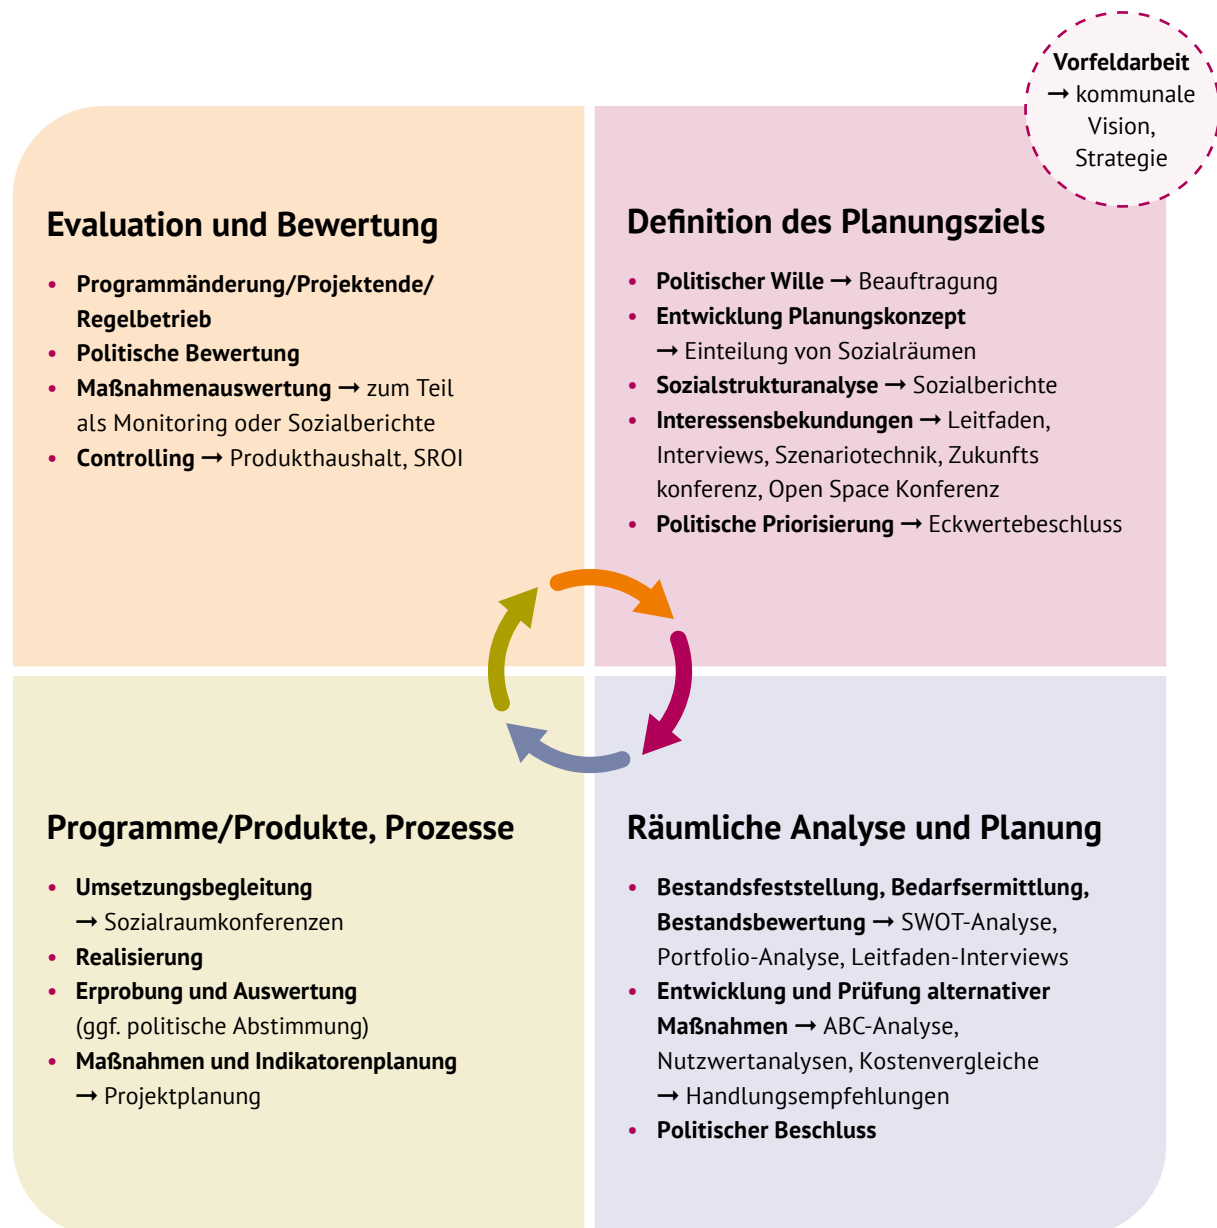 Vorfeldarbeit
→ kommunale
Vision,
Strategie
Evaluation und Bewertung
• Programmänderung/Projektende/
Regelbetrieb
• Politische Bewertung
• Maßnahmenauswertung → zum Teil
als Monitoring oder Sozialberichte
• Controlling → Produkthaushalt, SROI
Definition des Planungsziels
• Politischer Wille → Beauftragung
• Entwicklung Planungskonzept
→ Einteilung von Sozialräumen
• Sozialstrukturanalyse → Sozialberichte
• Interessensbekundungen → Leitfaden,
Interviews, Szenariotechnik, Zukunfts
konferenz, Open Space Konferenz
• Politische Priorisierung → Eckwertebeschluss
Programme/Produkte, Prozesse
• Umsetzungsbegleitung
→ Sozialraumkonferenzen
• Realisierung
• Erprobung und Auswertung
(ggf. politische Abstimmung)
• Maßnahmen und Indikatorenplanung
→ Projektplanung
Räumliche Analyse und Planung
• Bestandsfeststellung, Bedarfsermittlung,
Bestandsbewertung → SWOT-Analyse,
Portfolio-Analyse, Leitfaden-Interviews
• Entwicklung und Prüfung alternativer
Maßnahmen → ABC-Analyse,
Nutzwertanalysen, Kostenvergleiche
→ Handlungsempfehlungen
• Politischer Beschluss